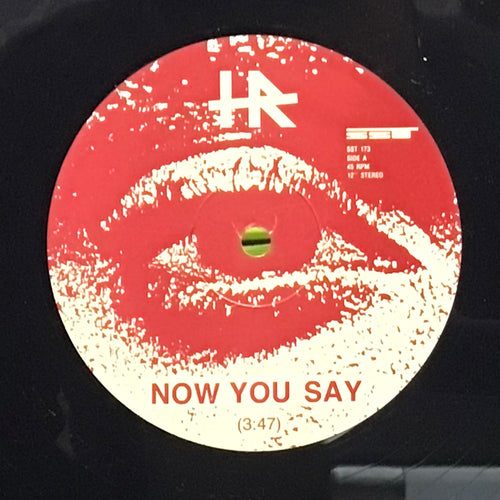 HR
SST
SST 173
SIDE A
45 RPM
12" STEREO
NOW YOU SAY
(3:47)